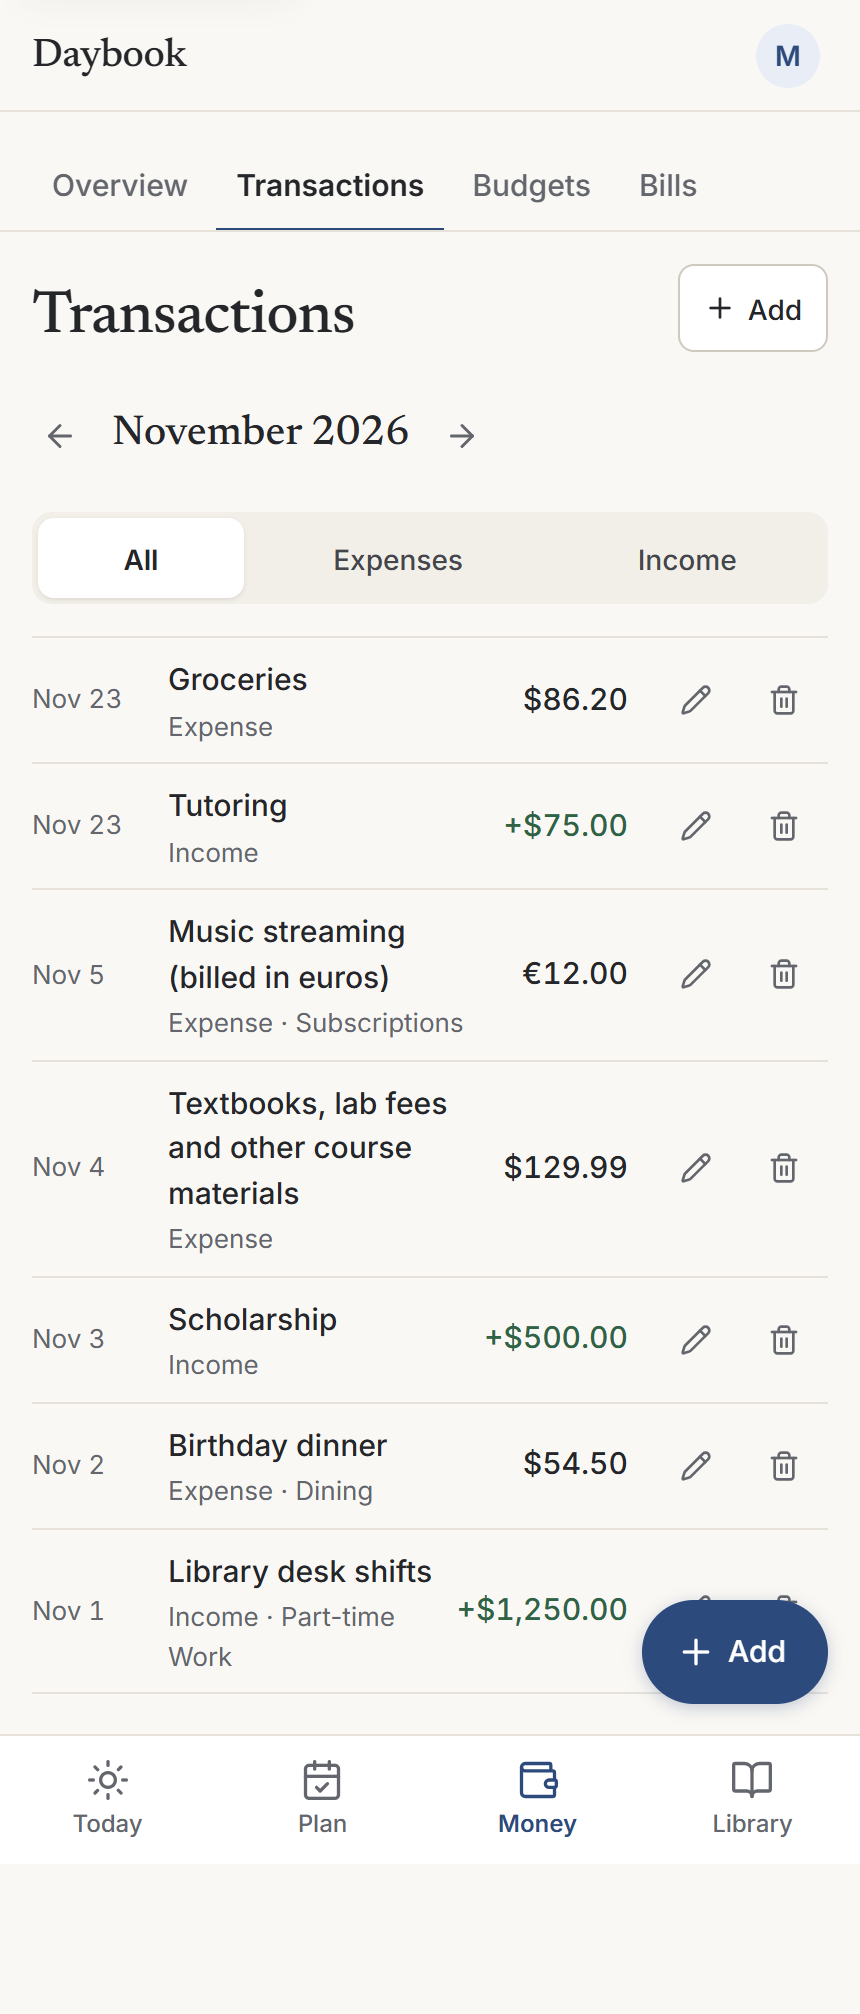 Daybook
M
Overview Transactions Budgets Bills
Transactions
+ Add
November 2026
All Expenses Income
Nov 23 Groceries $86.20
Expense
Nov 23 Tutoring +$75.00
Income
Music streaming
Nov 5 (billed in euros) €12.00
Expense · Subscriptions
Textbooks, lab fees
Nov 4 and other course $129.99
materials
Expense
Nov 3 Scholarship +$500.00
Income
Nov 2 Birthday dinner $54.50
Expense · Dining
Library desk shifts
Nov 1 Income · Part-time +$1,250.00
Work
+ Add
Today Plan Money Library